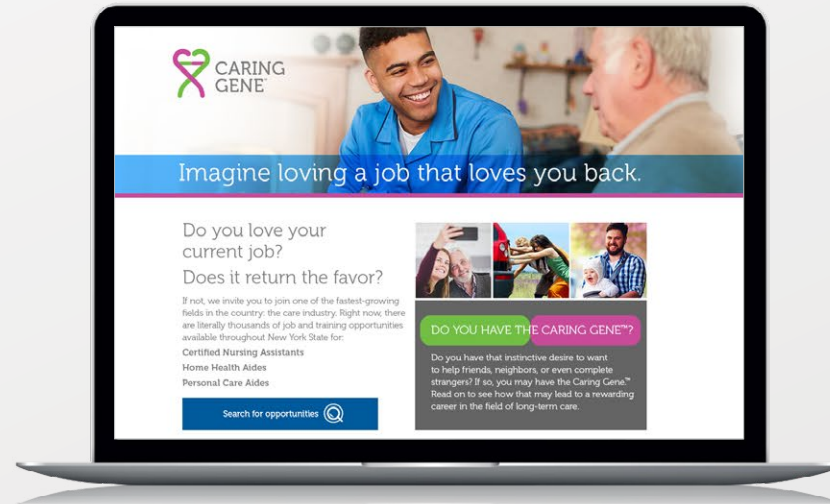 CARING
GENE™
Imagine loving a job that loves you back.
Do you love your
current job?
Does it return the favor?
If not, we invite you to join one of the fastest-growing
fields in the country: the care industry. Right now, there
are literally thousands of job and training opportunities
available throughout New York State for:
Certified Nursing Assistants
Home Health Aides
Personal Care Aides
Search for opportunities
DO YOU HAVE THE CARING GENE™?
Do you have that instinctive desire to want
to help friends, neighbors, or even complete
strangers? If so, you may have the Caring Gene.™
Read on to see how that may lead to a rewarding
career in the field of long-term care.